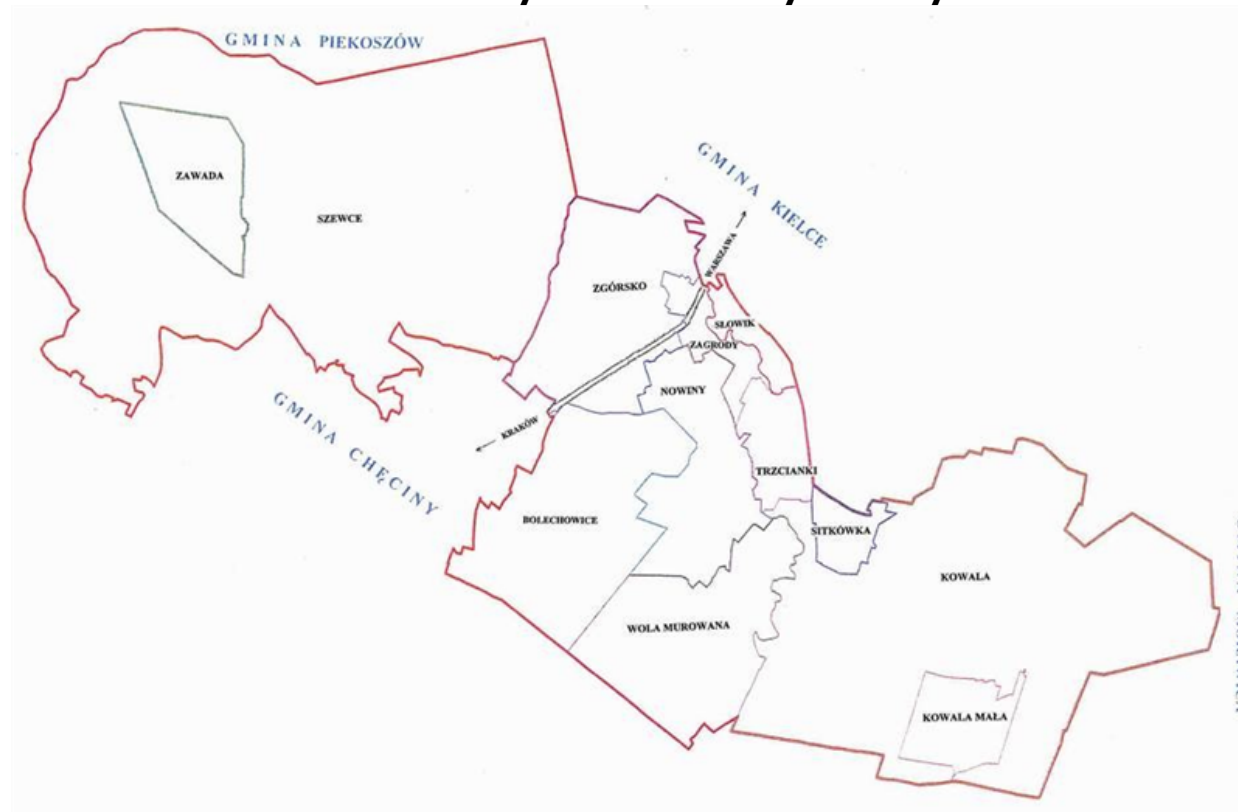 GMINA PIEKOSZÓW
ZAWADA
SZEWCE
GMINA KIELCE
WARSZAWA
ZGÓRSKO
SŁOWIK
ZAGRODY
NOWINY
GMINA CHĘCINY
KRAKÓW
TRZCIANKI
BOLECHOWICE
SITKÓWKA
KOWALA
WOLA MUROWANA
KOWALA MAŁA